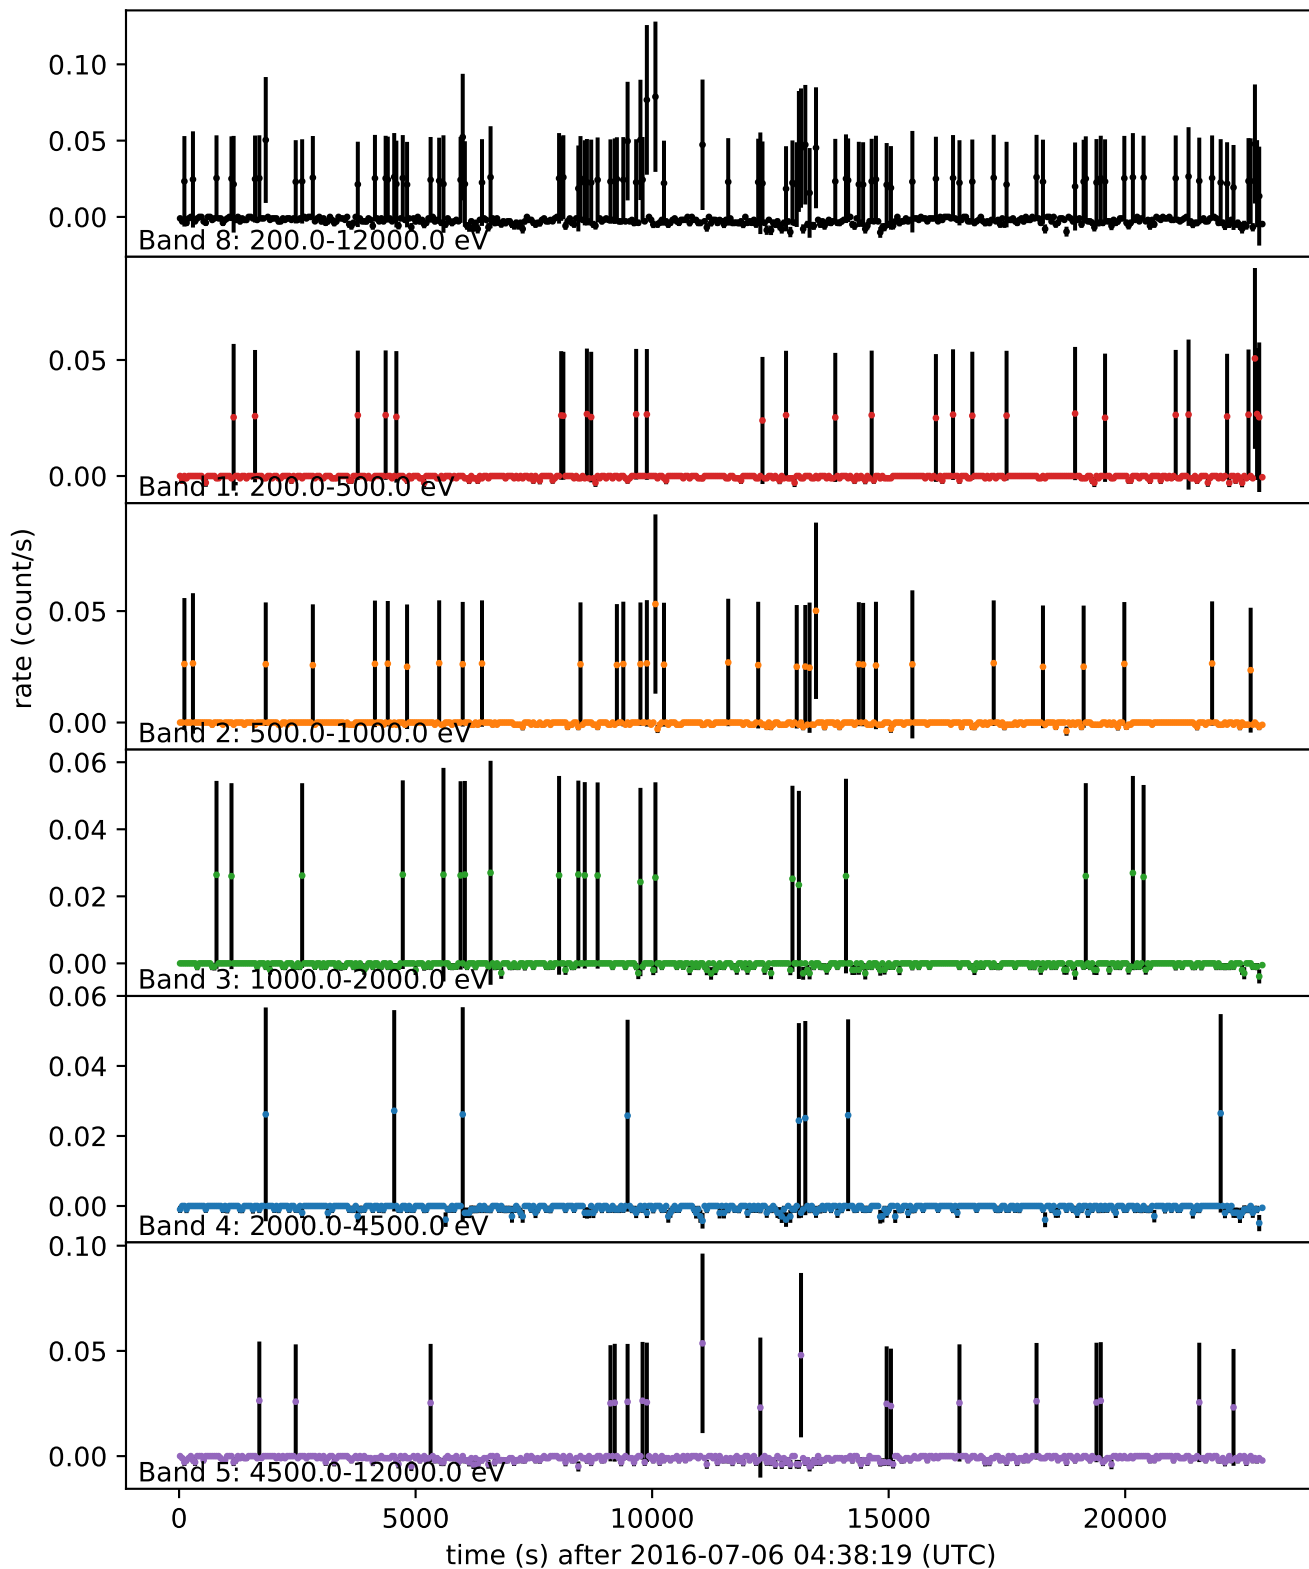 0.10
0.05
0.00
Band 8: 200.0-12000.0 eV
0.05
0.00
Band 1: 200.0-500.0 eV
rate (count/s)
0.05
0.00
Band 2: 500.0-1000.0 eV
0.06
0.04
0.02
0.00
Band 3: 1000.0-2000.0 eV
0.06
0.04
0.02
0.00
Band 4: 2000.0-4500.0 eV
0.10
0.05
0.00
Band 5: 4500.0-12000.0 eV
0 5000 10000 15000 20000
time (s) after 2016-07-06 04:38:19 (UTC)